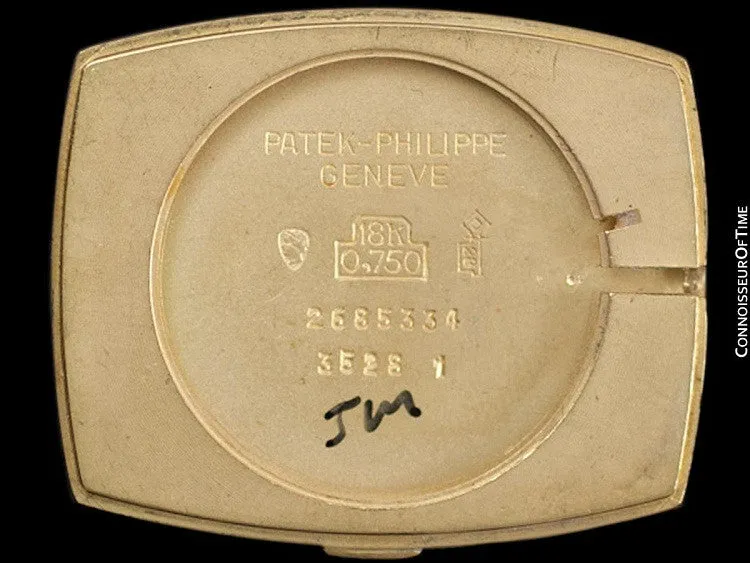 PATEK-PHILIPPE
GENEVE
18K
0,750
2685334
3528 1
JM
CONNOISSEUROFTIME